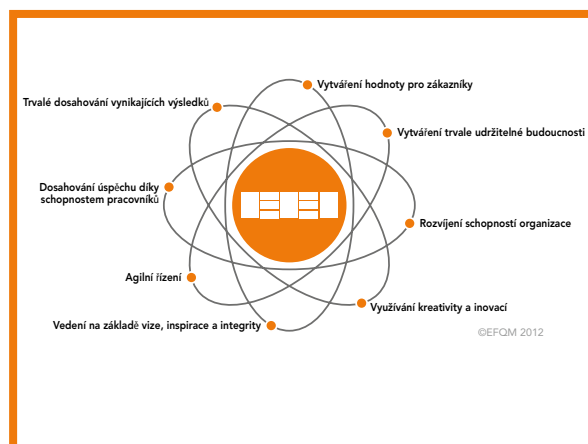 Vytváření hodnoty pro zákazníky
Trvalé dosahování vynikajících výsledků
Vytváření trvale udržitelné budoucnosti
Dosahování úspěchu díky
schopnostem pracovníků
Rozvíjení schopností organizace
Agilní řízení
Využívání kreativity a inovací
Vedení na základě vize, inspirace a integrity
©EFQM 2012